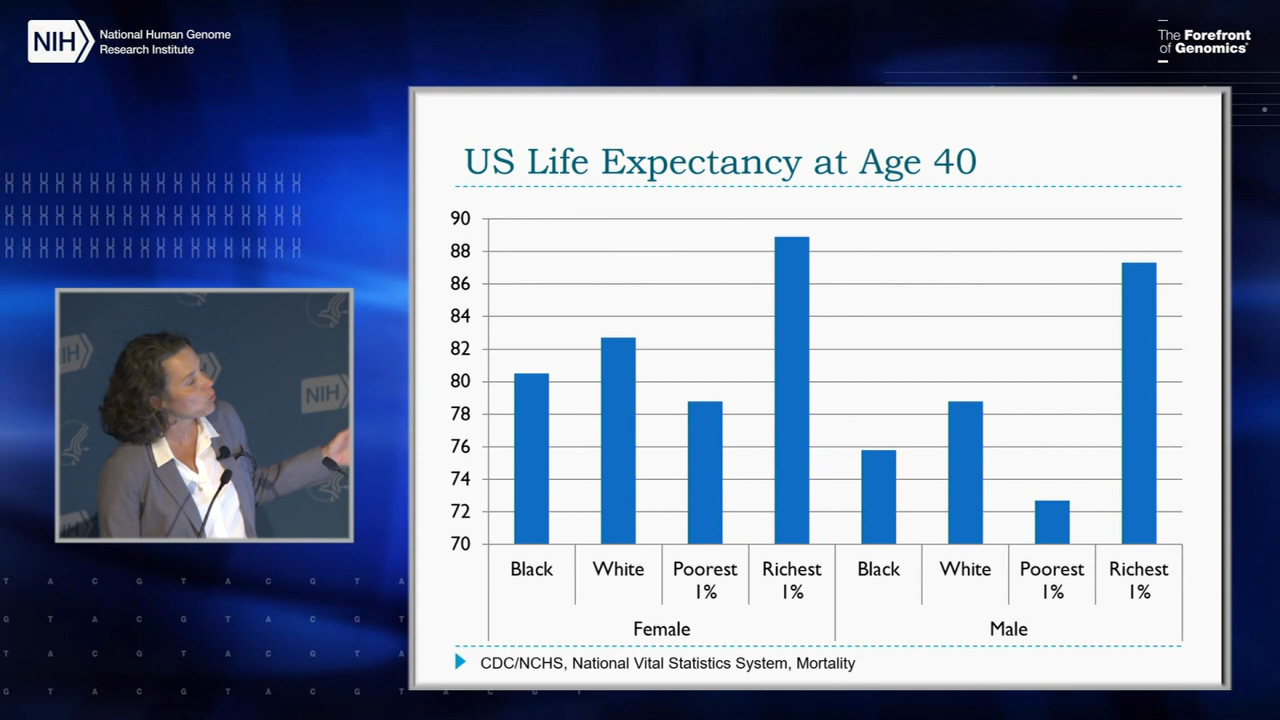 NIH
National Human Genome
Research Institute
The Forefront
of Genomics®
US Life Expectancy at Age 40
90
88
86
84
82
80
78
76
74
72
70
Black White Poorest 1% Richest 1% Black White Poorest 1% Richest 1%
Female Male
CDC/NCHS, National Vital Statistics System, Mortality
NIH
NIH
T A C G T A C G T A
G T A C G T A C G T A
T A C G T A C G T A
G T A C G T A C G T A C G T